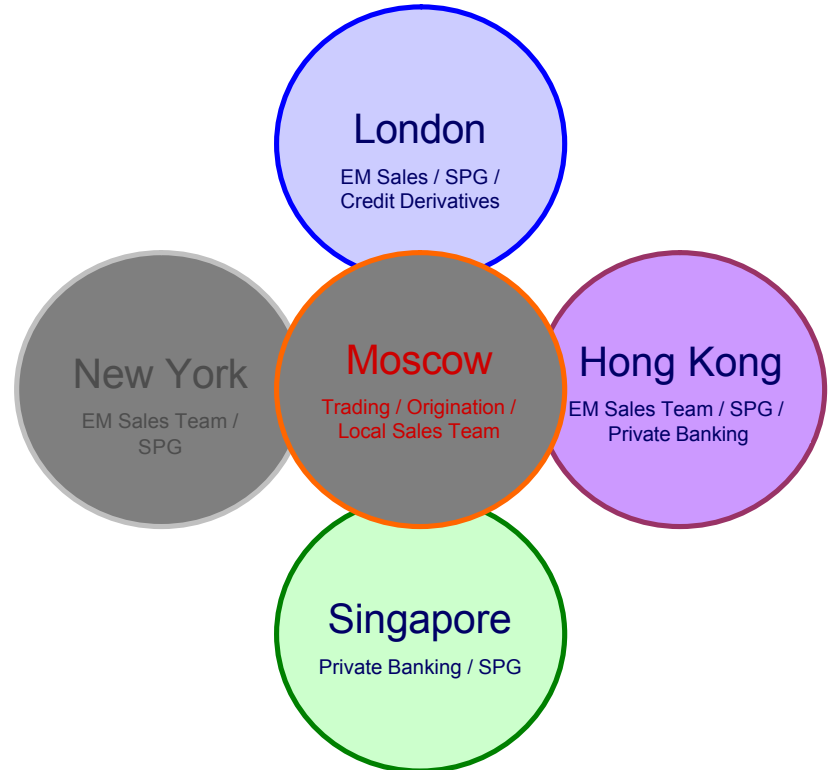 London
EM Sales / SPG /
Credit Derivatives
New York
EM Sales Team /
SPG
Moscow
Trading / Origination /
Local Sales Team
Hong Kong
EM Sales Team / SPG /
Private Banking
Singapore
Private Banking / SPG